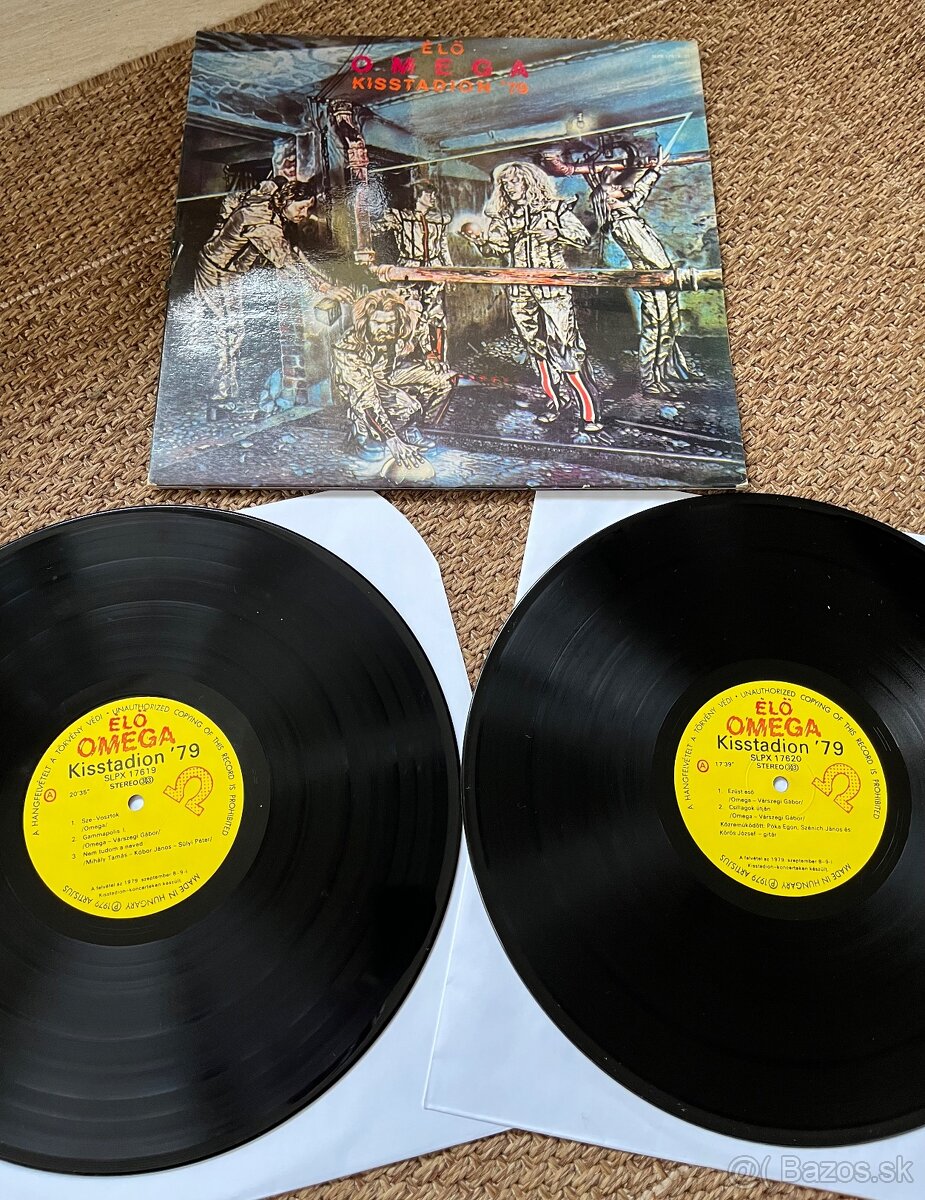 ÉLŐ
OMEGA
KISSTADION '79
A HANGFELVÉTELT A TÖRVÉNY VÉDI • UNAUTHORIZED COPYING OF THIS RECORD IS PROHIBITED
ÉLŐ
OMEGA
Kisstadion '79
SLPX 17619
STEREO
A
20'35"
1. Sze-Vosztok
/Omega/
2. Gammapolis I.
/Omega – Várszegi Gábor/
3. Nem tudom a neved
/Mihály Tamás – Kóbor János – Sülyi Péter/
A felvétel az 1979. szeptember 8–9-i
Kisstadion-koncerteken készült.
MADE IN HUNGARY Ⓟ 1979 ARTISJUS
A HANGFELVÉTELT A TÖRVÉNY VÉDI • UNAUTHORIZED COPYING OF THIS RECORD IS PROHIBITED
ÉLŐ
OMEGA
Kisstadion '79
SLPX 17620
STEREO
A
17'39"
1. Ezüst eső
/Omega – Várszegi Gábor/
2. Csillagok útján
/Omega – Várszegi Gábor/
Közreműködött: Póka Egon, Szánich János és
Körös József – gitár
A felvétel az 1979. szeptember 8–9-i
Kisstadion-koncerteken készült.
MADE IN HUNGARY Ⓟ 1979 ARTISJUS
@( Bazos.sk